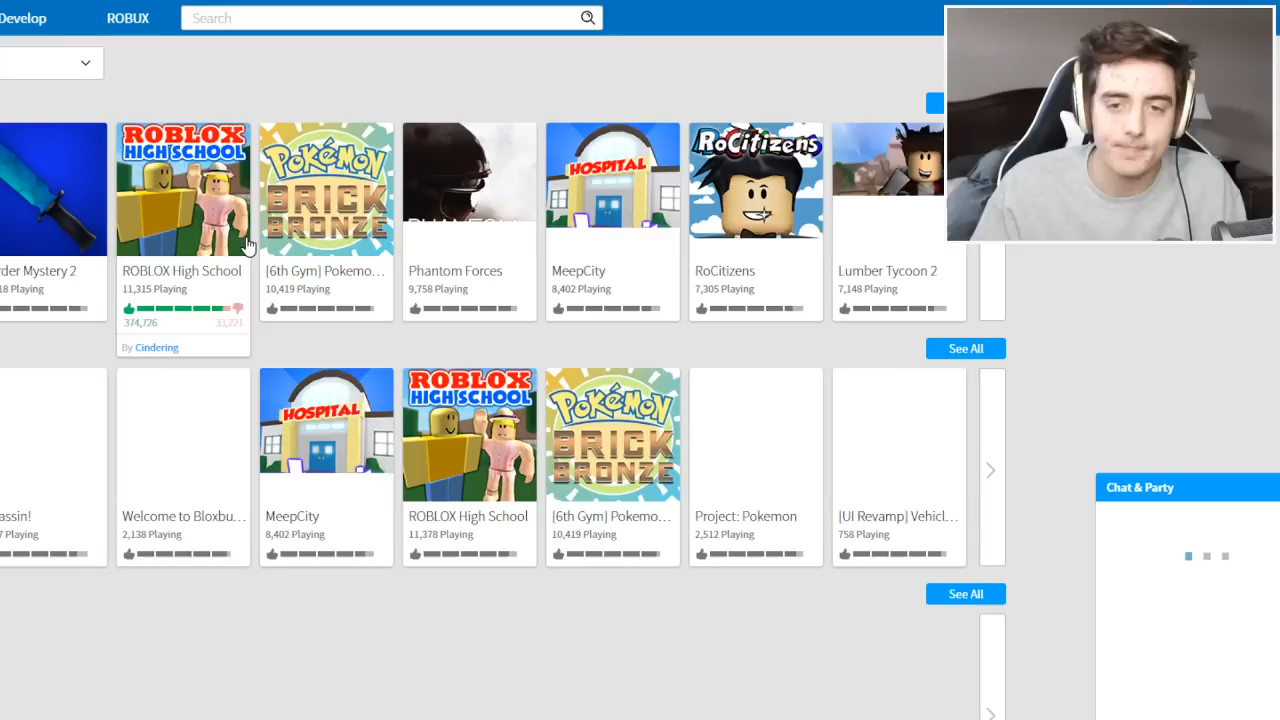 Develop
ROBUX
Search
ROBLOX
HIGH SCHOOL
POKéMON
BRICK
BRONZE
HOSPITAL
RoCitizens
rder Mystery 2
ROBLOX High School
[6th Gym] Pokemo...
Phantom Forces
MeepCity
RoCitizens
Lumber Tycoon 2
18 Playing
11,315 Playing
10,419 Playing
9,758 Playing
8,402 Playing
7,305 Playing
7,148 Playing
374,726
33,221
By Cindering
See All
HOSPITAL
ROBLOX
HIGH SCHOOL
POKéMON
BRICK
BRONZE
Chat & Party
assin!
Welcome to Bloxbu...
MeepCity
ROBLOX High School
[6th Gym] Pokemo...
Project: Pokemon
[UI Revamp] Vehicl...
7 Playing
2,138 Playing
8,402 Playing
11,378 Playing
10,419 Playing
2,512 Playing
758 Playing
See All